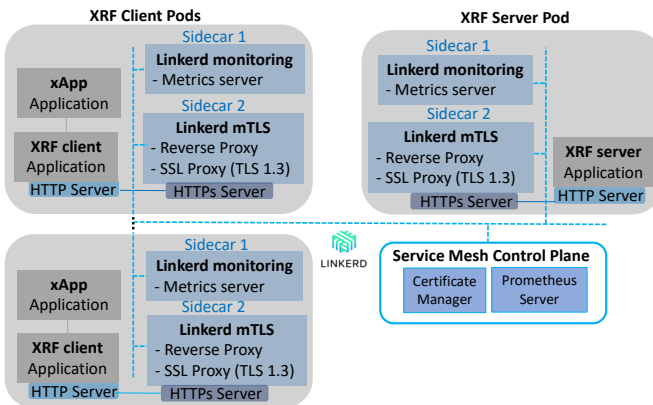 XRF Client Pods
Sidecar 1
Linkerd monitoring
- Metrics server
xApp
Application
Sidecar 2
Linkerd mTLS
- Reverse Proxy
- SSL Proxy (TLS 1.3)
XRF client
Application
HTTP Server
HTTPs Server
XRF Server Pod
Sidecar 1
Linkerd monitoring
- Metrics server
Sidecar 2
Linkerd mTLS
- Reverse Proxy
- SSL Proxy (TLS 1.3)
XRF server
Application
HTTPs Server
HTTP Server
Sidecar 1
Linkerd monitoring
- Metrics server
xApp
Application
Sidecar 2
Linkerd mTLS
- Reverse Proxy
- SSL Proxy (TLS 1.3)
XRF client
Application
HTTP Server
HTTPs Server
LINKERD
Service Mesh Control Plane
Certificate
Manager
Prometheus
Server